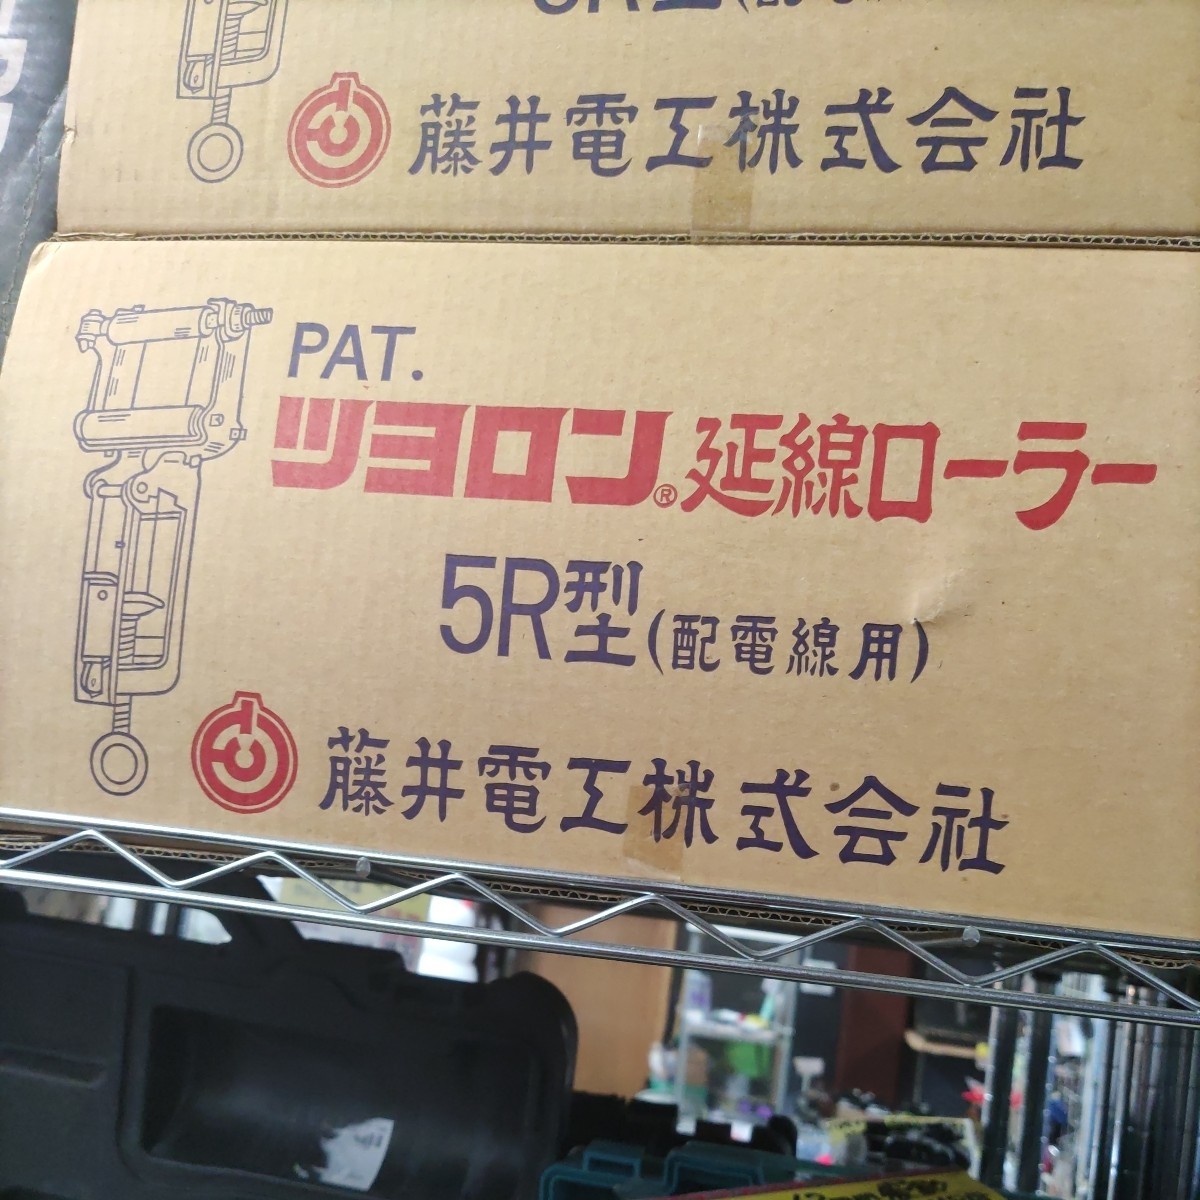 藤井電工株式会社
PAT.
ツヨロン® 延線ローラー
5R型(配電線用)
藤井電工株式会社